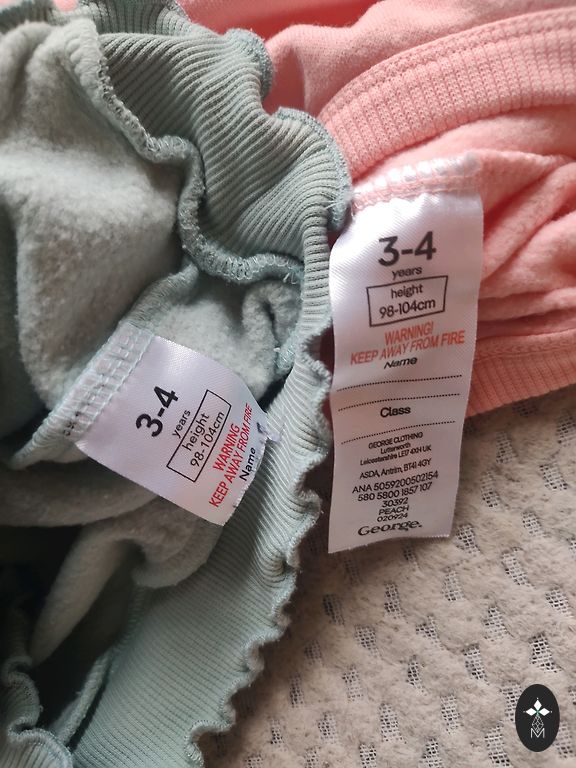 3-4
years
height
98-104cm
WARNING!
KEEP AWAY FROM FIRE
Name
Class
GEORGE CLOTHING
Lutterworth
Leicestershire LE17 4XH UK
ASDA, Antrim, BT41 4GY
ANA 5059200502154
580 5800 1857 107
30392
PEACH
020924
George.
3-4
years
height
98-104cm
WARNING
KEEP AWAY FROM FIRE
Name